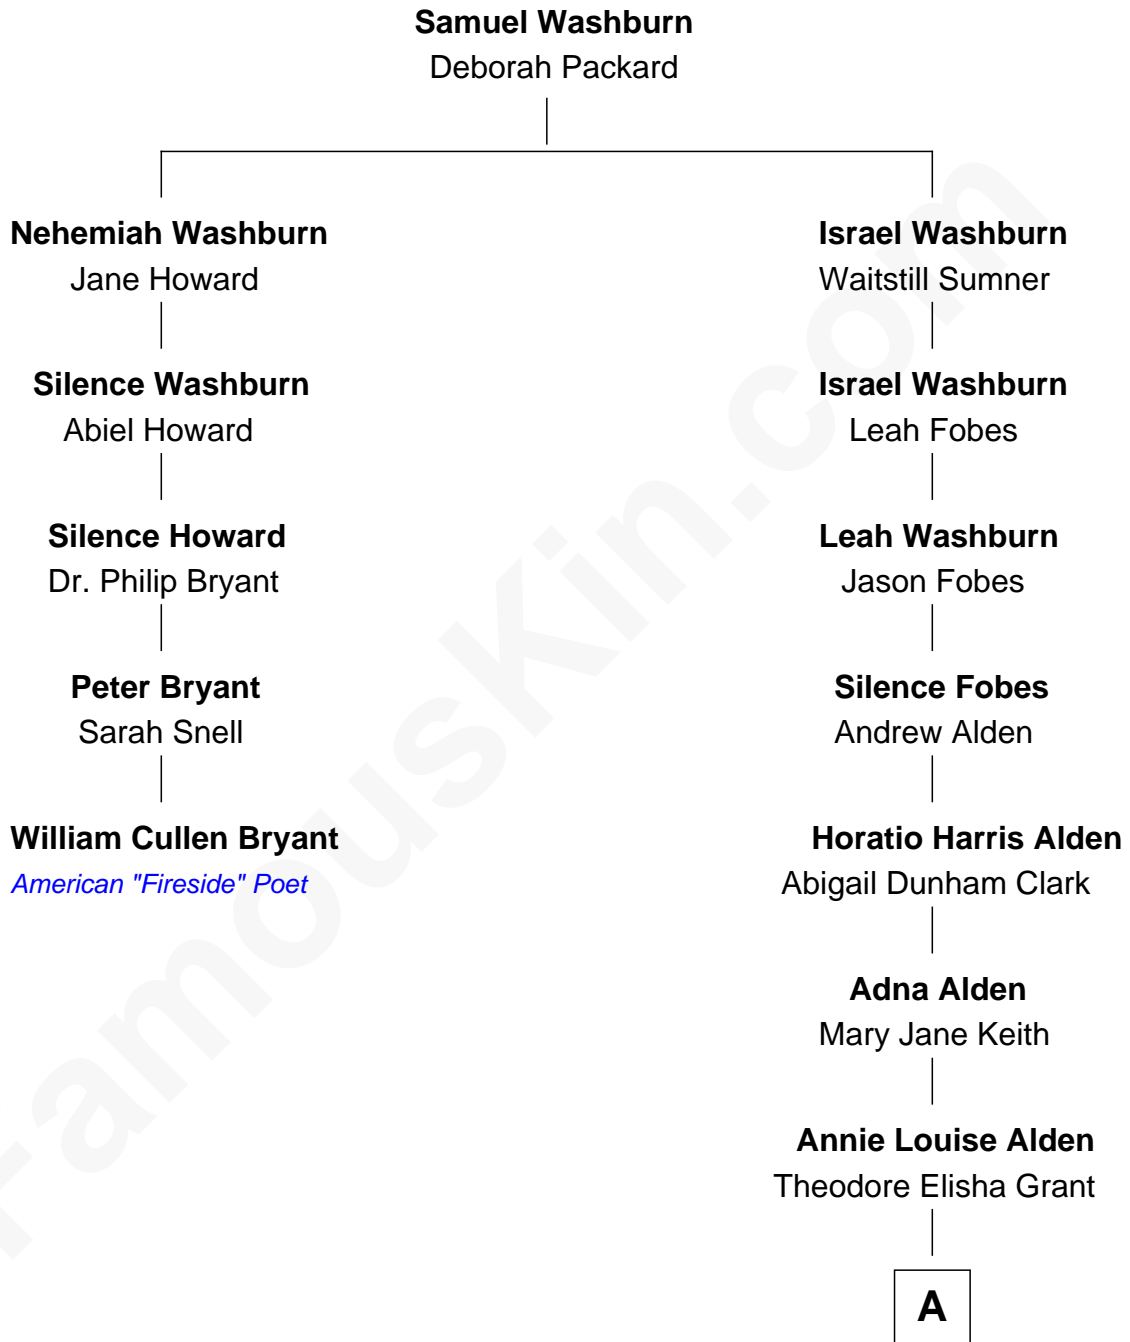 Samuel Washburn
Deborah Packard
Nehemiah Washburn
Jane Howard
Silence Washburn
Abiel Howard
Silence Howard
Dr. Philip Bryant
Peter Bryant
Sarah Snell
William Cullen Bryant
American "Fireside" Poet
Israel Washburn
Waitstill Sumner
Israel Washburn
Leah Fobes
Leah Washburn
Jason Fobes
Silence Fobes
Andrew Alden
Horatio Harris Alden
Abigail Dunham Clark
Adna Alden
Mary Jane Keith
Annie Louise Alden
Theodore Elisha Grant
A
FamousKin.com